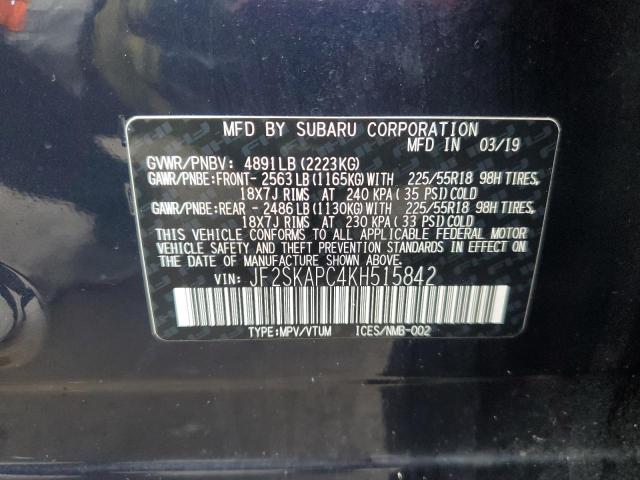 MFD BY SUBARU CORPORATION
MFD IN 03/19
GVWR/PNBV: 4891LB(2223KG)
GAWR/PNBE:FRONT-2563LB(1165KG)WITH 225/55R18 98H TIRES,
18X7J RIMS AT 240 KPA(35 PSI)COLD
GAWR/PNBE:REAR -2486LB(1130KG)WITH 225/55R18 98H TIRES,
18X7J RIMS AT 230 KPA(33 PSI)COLD
THIS VEHICLE CONFORMS TO ALL APPLICABLE FEDERAL MOTOR
VEHICLE SAFETY AND THEFT PREVENTION STANDARDS IN EFFECT ON
THE DATE OF MANUFACTURE SHOWN ABOVE.
VIN: JF2SKAPC4KH515842
TYPE:MPV/VTUM ICES/NMB-002